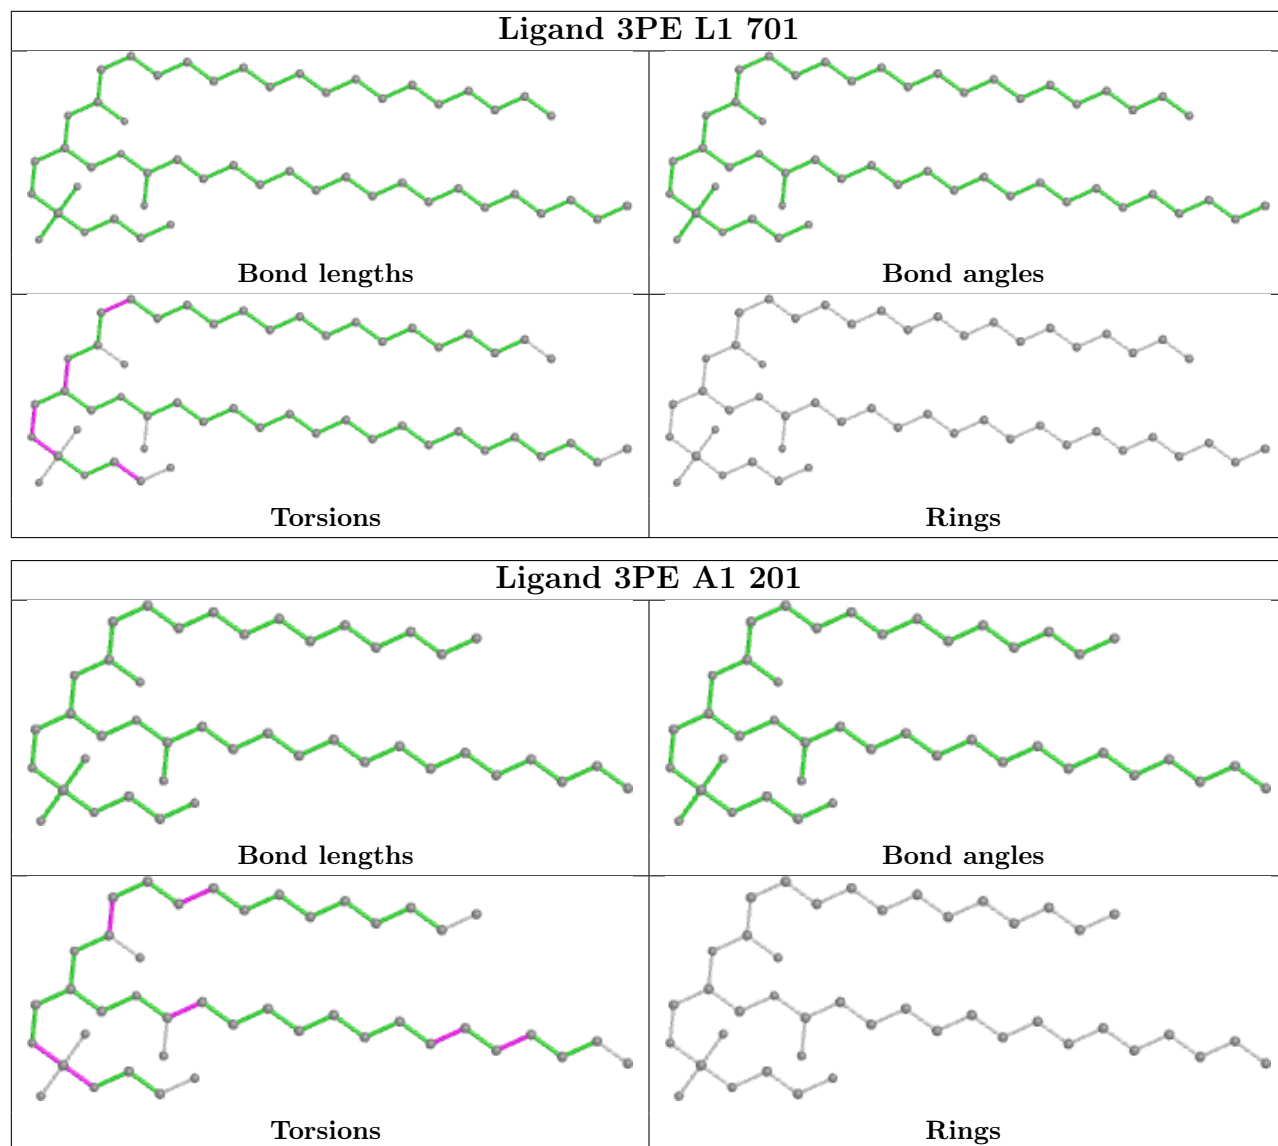 Ligand 3PE L1 701
Bond lengths
Bond angles
Torsions
Rings
Ligand 3PE A1 201
Bond lengths
Bond angles
Torsions
Rings